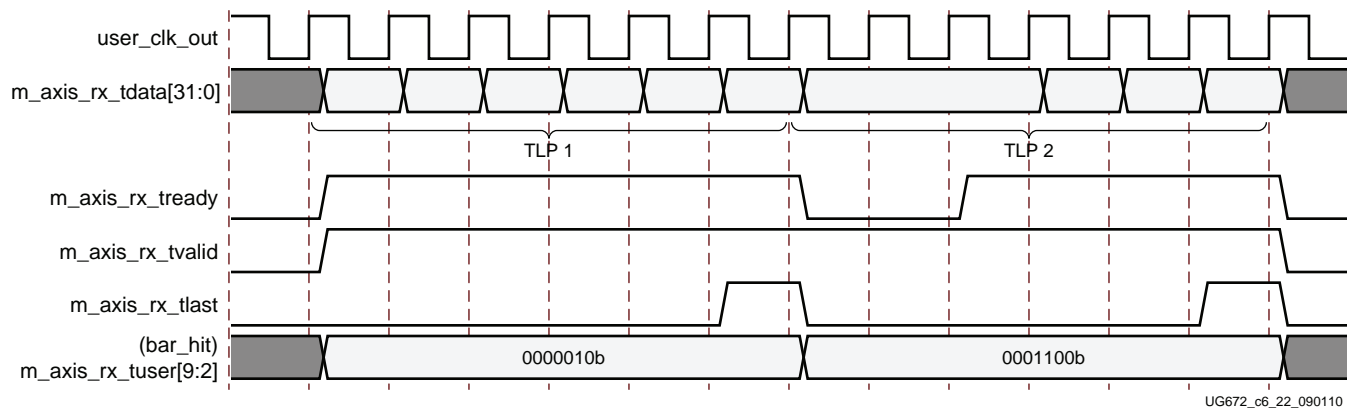 user_clk_out
m_axis_rx_tdata[31:0]
TLP 1
TLP 2
m_axis_rx_tready
m_axis_rx_tvalid
m_axis_rx_tlast
(bar_hit)
m_axis_rx_tuser[9:2]
0000010b
0001100b
UG672_c6_22_090110